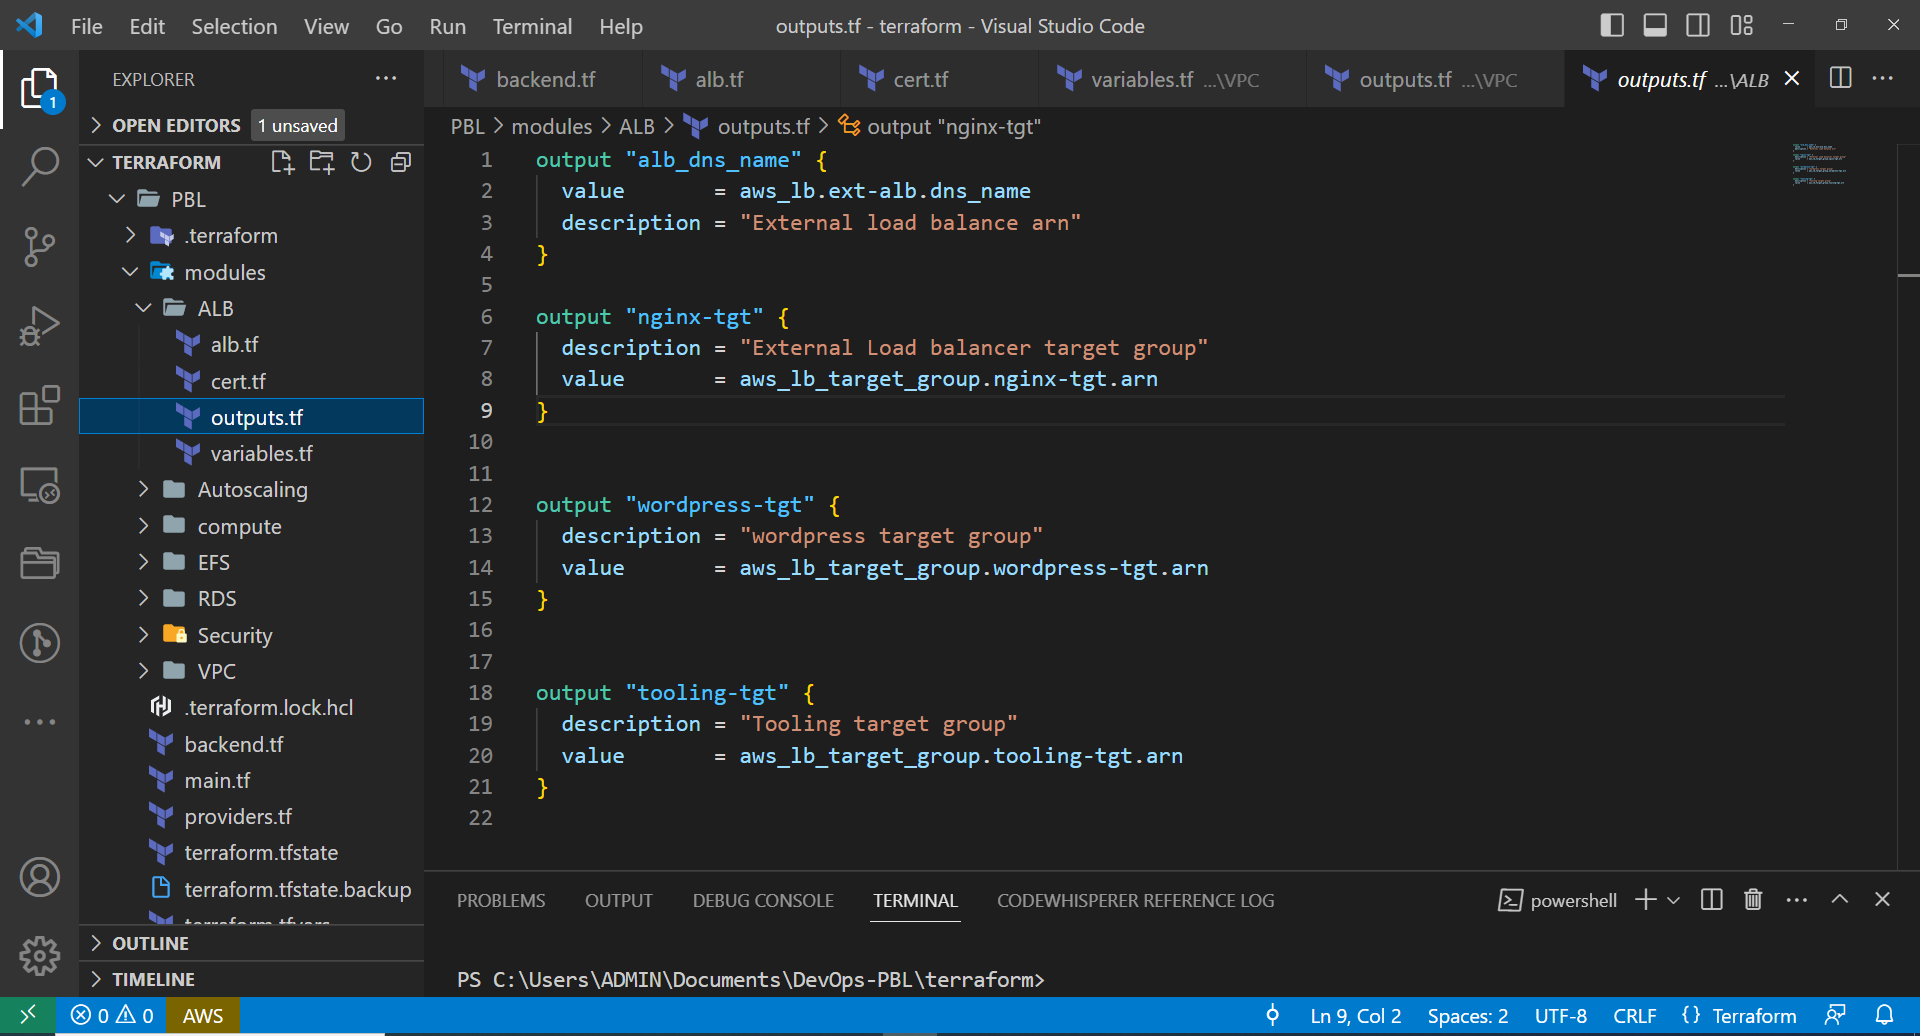 File Edit Selection View Go Run Terminal Help
outputs.tf - terraform - Visual Studio Code
EXPLORER
1
OPEN EDITORS 1 unsaved
TERRAFORM
PBL
.terraform
modules
ALB
alb.tf
cert.tf
outputs.tf
variables.tf
Autoscaling
compute
EFS
RDS
Security
VPC
.terraform.lock.hcl
backend.tf
main.tf
providers.tf
terraform.tfstate
terraform.tfstate.backup
terraform.tfvars
OUTLINE
TIMELINE
backend.tf alb.tf cert.tf variables.tf ...\VPC outputs.tf ...\VPC outputs.tf ...\ALB
PBL > modules > ALB > outputs.tf > output "nginx-tgt"
1 output "alb_dns_name" {
2 value = aws_lb.ext-alb.dns_name
3 description = "External load balance arn"
4 }
5
6 output "nginx-tgt" {
7 description = "External Load balancer target group"
8 value = aws_lb_target_group.nginx-tgt.arn
9 }
10
11
12 output "wordpress-tgt" {
13 description = "wordpress target group"
14 value = aws_lb_target_group.wordpress-tgt.arn
15 }
16
17
18 output "tooling-tgt" {
19 description = "Tooling target group"
20 value = aws_lb_target_group.tooling-tgt.arn
21 }
22
PROBLEMS OUTPUT DEBUG CONSOLE TERMINAL CODEWHISPERER REFERENCE LOG powershell
PS C:\Users\ADMIN\Documents\DevOps-PBL\terraform>
0 0 AWS Ln 9, Col 2 Spaces: 2 UTF-8 CRLF {} Terraform